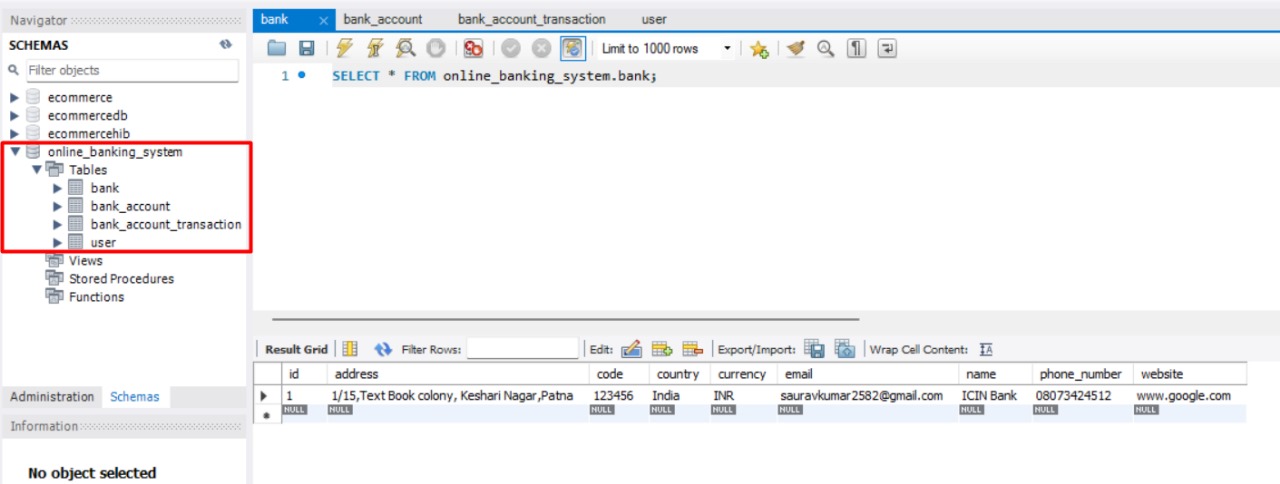 Navigator
SCHEMAS
Filter objects
ecommerce
ecommercedb
ecommercehib
online_banking_system
Tables
bank
bank_account
bank_account_transaction
user
Views
Stored Procedures
Functions
Administration Schemas
Information
No object selected
bank bank_account bank_account_transaction user
Limit to 1000 rows
1 SELECT * FROM online_banking_system.bank;
Result Grid Filter Rows: Edit: Export/Import: Wrap Cell Content: IA
id address code country currency email name phone_number website
1 1/15,Text Book colony, Keshari Nagar,Patna 123456 India INR sauravkumar2582@gmail.com ICIN Bank 08073424512 www.google.com
NULL NULL NULL NULL NULL NULL NULL NULL NULL